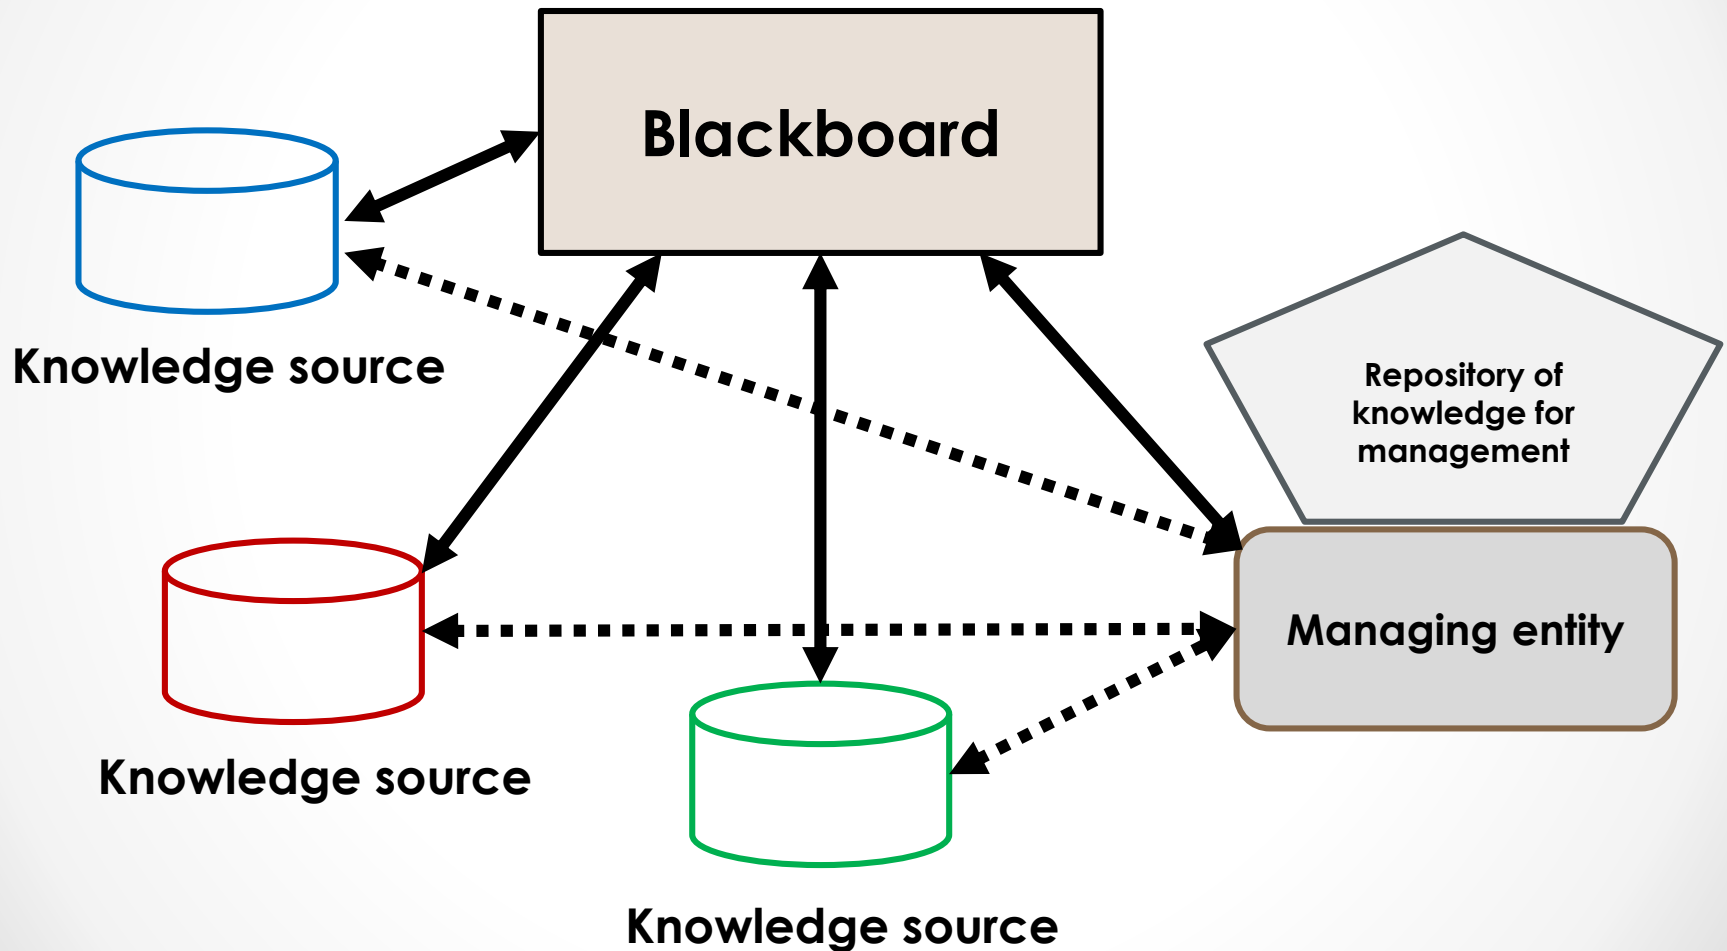 Blackboard
Knowledge source
Repository of
knowledge for
management
Managing entity
Knowledge source
Knowledge source